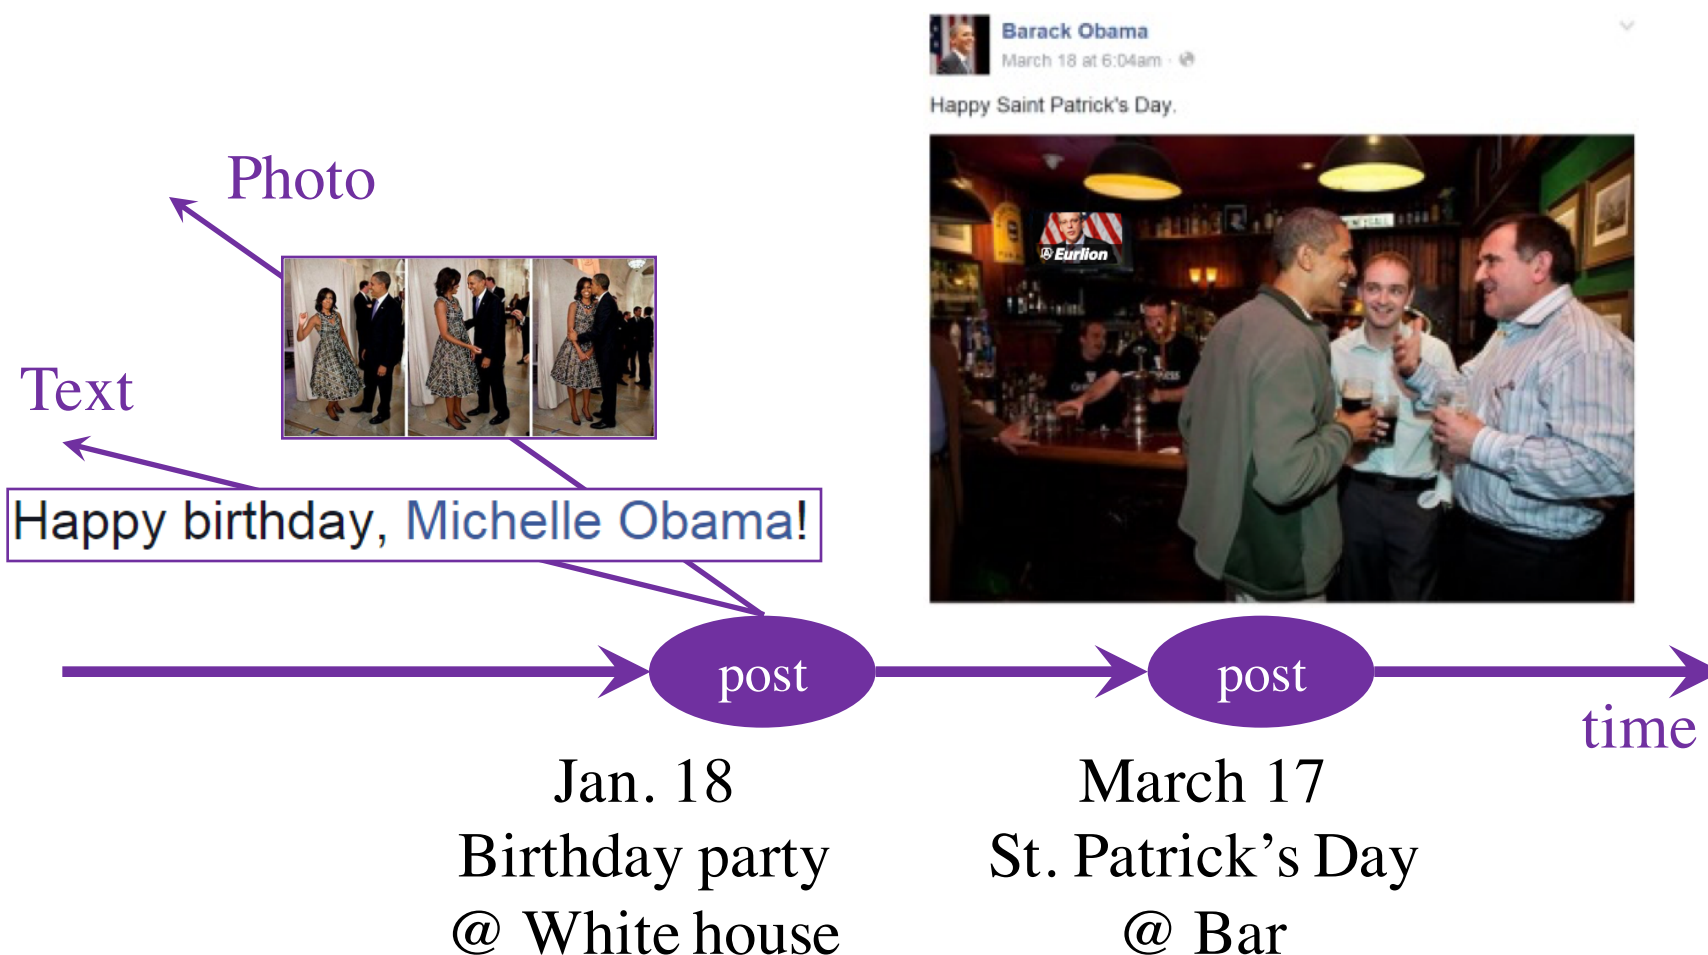 Barack Obama
March 18 at 6:04am ·
Happy Saint Patrick's Day.
Eurlion
Photo
Text
Happy birthday, Michelle Obama!
post
post
time
Jan. 18
Birthday party
@ White house
March 17
St. Patrick's Day
@ Bar